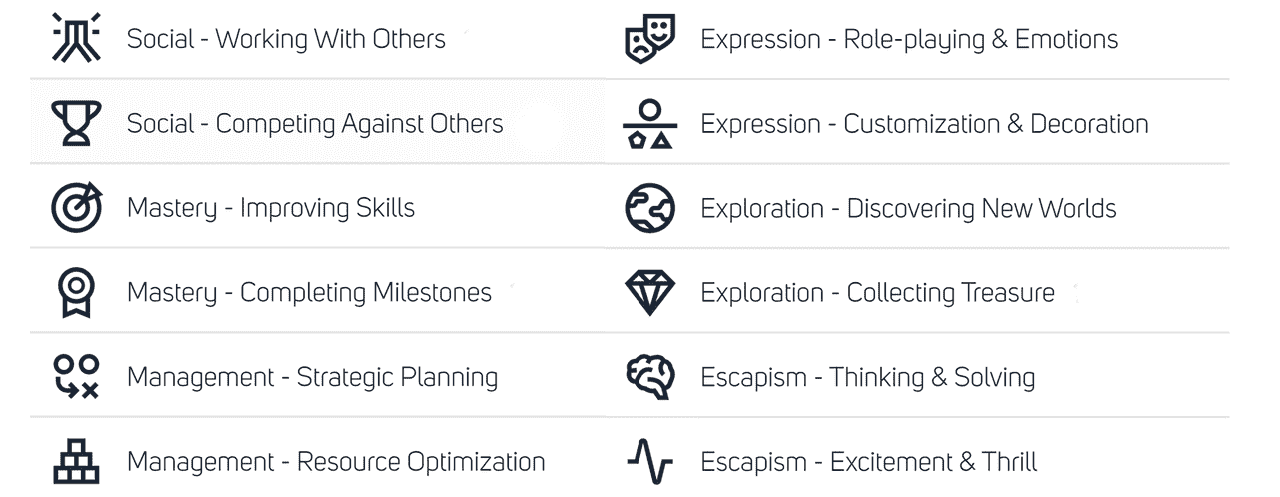 Social - Working With Others
Social - Competing Against Others
Mastery - Improving Skills
Mastery - Completing Milestones
Management - Strategic Planning
Management - Resource Optimization
Expression - Role-playing & Emotions
Expression - Customization & Decoration
Exploration - Discovering New Worlds
Exploration - Collecting Treasure
Escapism - Thinking & Solving
Escapism - Excitement & Thrill